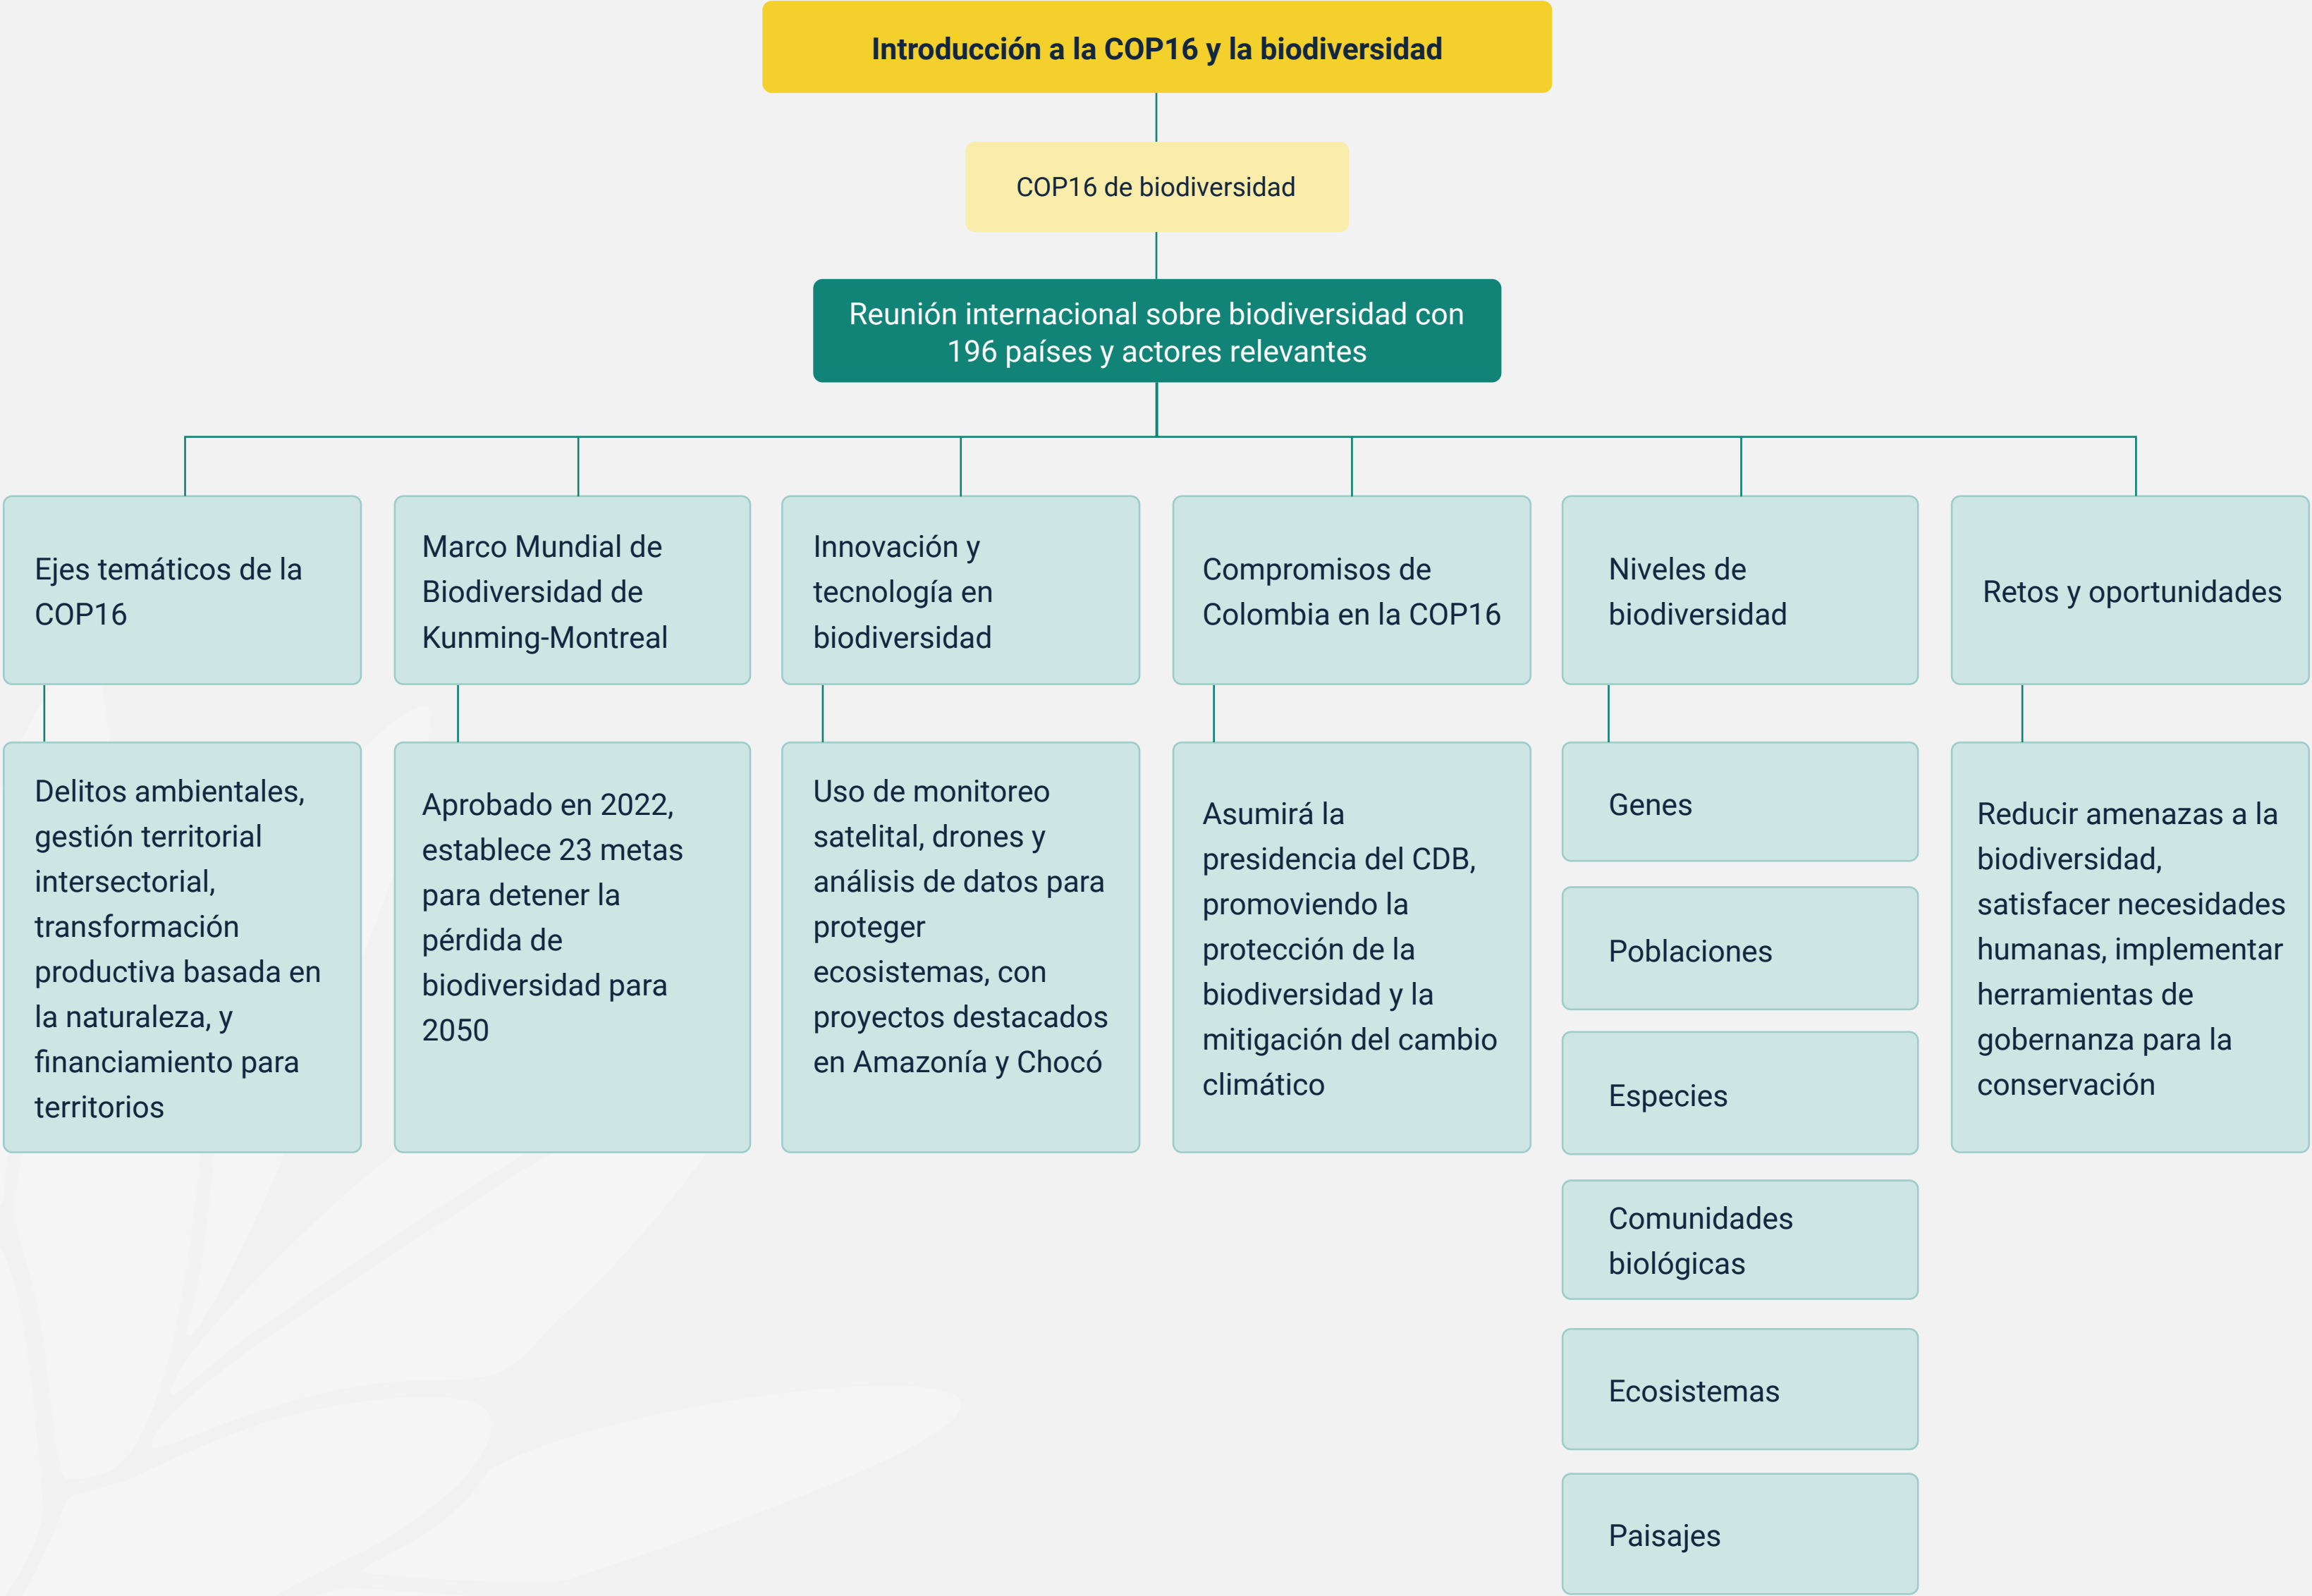 Introducción a la COP16 y la biodiversidad
COP16 de biodiversidad
Reunión internacional sobre biodiversidad con
196 países y actores relevantes
Ejes temáticos de la
COP16
Marco Mundial de
Biodiversidad de
Kunming-Montreal
Innovación y
tecnología en
biodiversidad
Compromisos de
Colombia en la COP16
Niveles de
biodiversidad
Retos y oportunidades
Delitos ambientales,
gestión territorial
intersectorial,
transformación
productiva basada en
la naturaleza, y
financiamiento para
territorios
Aprobado en 2022,
establece 23 metas
para detener la
pérdida de
biodiversidad para
2050
Uso de monitoreo
satelital, drones y
análisis de datos para
proteger
ecosistemas, con
proyectos destacados
en Amazonía y Chocó
Asumirá la
presidencia del CDB,
promoviendo la
protección de la
biodiversidad y la
mitigación del cambio
climático
Genes
Poblaciones
Especies
Comunidades
biológicas
Ecosistemas
Paisajes
Reducir amenazas a la
biodiversidad,
satisfacer necesidades
humanas, implementar
herramientas de
gobernanza para la
conservación